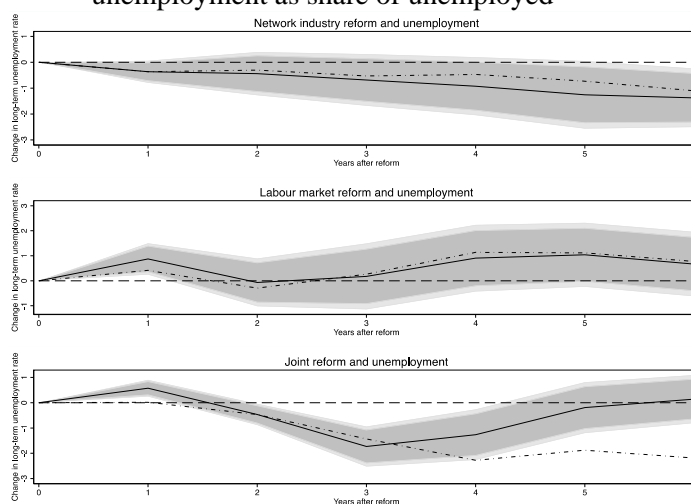 unemployment as share of unemployed
Network industry reform and unemployment
Change in long-term unemployment rate
-3 -2 -1 0 1
0 1 2 3 4 5
Years after reform
Labour market reform and unemployment
Change in long-term unemployment rate
-1 0 1 2 3
0 1 2 3 4 5
Years after reform
Joint reform and unemployment
Change in long-term unemployment rate
-3 -2 -1 0 1
0 1 2 3 4 5
Years after reform